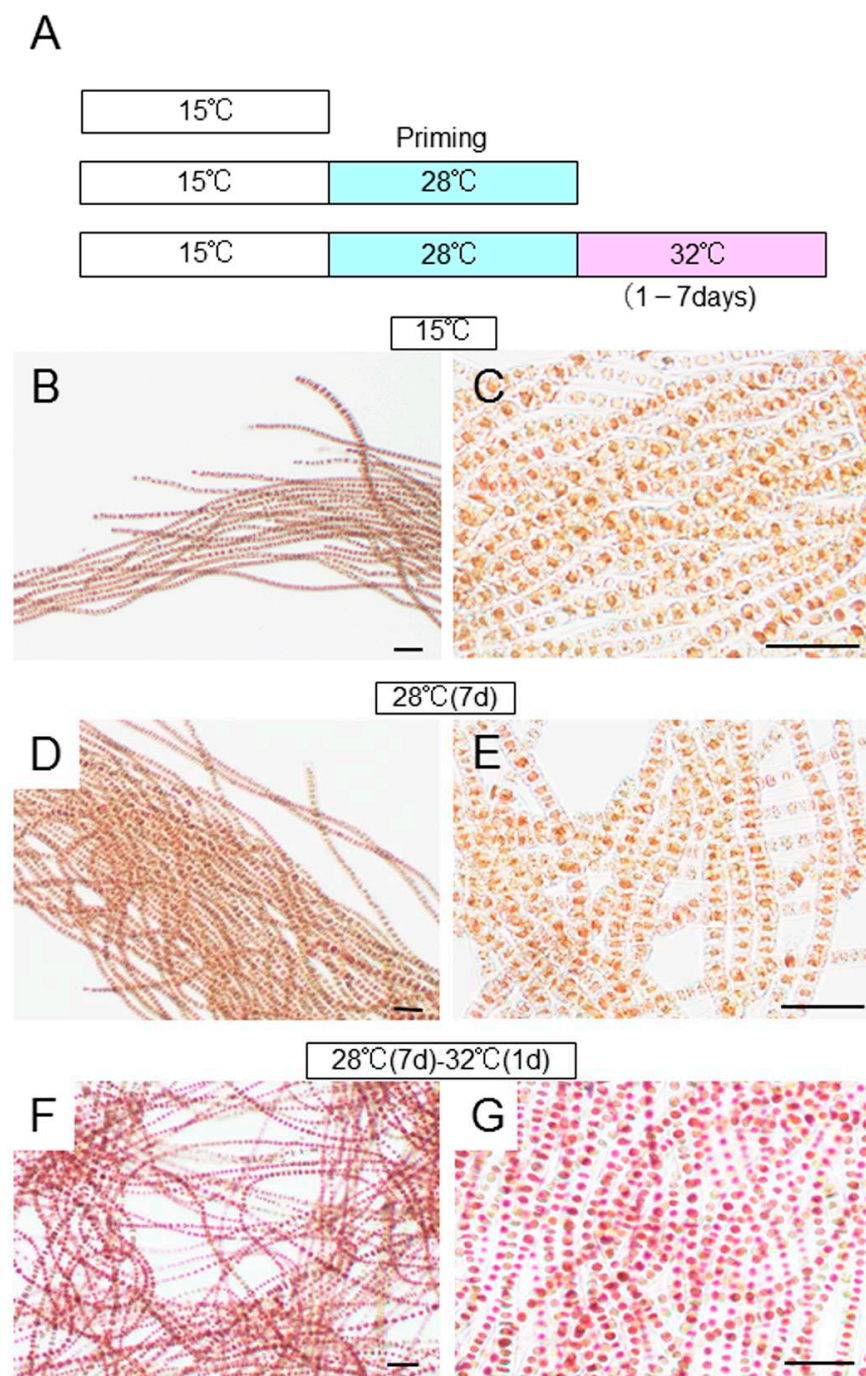 A
15℃
Priming
15℃ 28℃
15℃ 28℃ 32℃
(1–7days)
15℃
B C
28℃(7d)
D E
28℃(7d)-32℃(1d)
F G